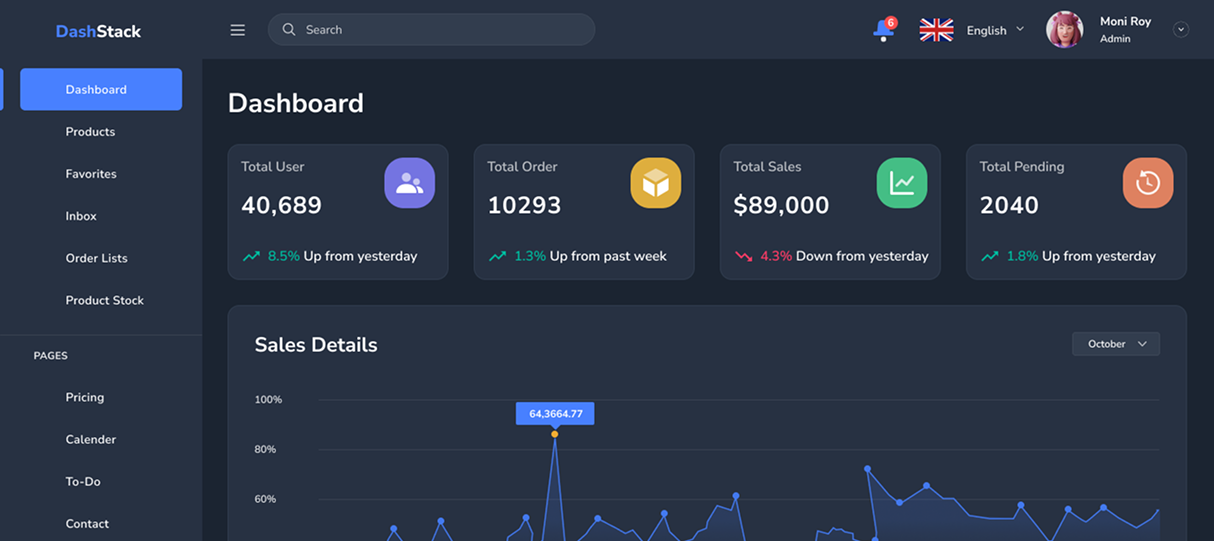 DashStack
Search
6
English
Moni Roy
Admin
Dashboard
Products
Favorites
Inbox
Order Lists
Product Stock
PAGES
Pricing
Calender
To-Do
Contact
Dashboard
Total User
40,689
8.5% Up from yesterday
Total Order
10293
1.3% Up from past week
Total Sales
$89,000
4.3% Down from yesterday
Total Pending
2040
1.8% Up from yesterday
Sales Details
October
100%
64,3664.77
80%
60%